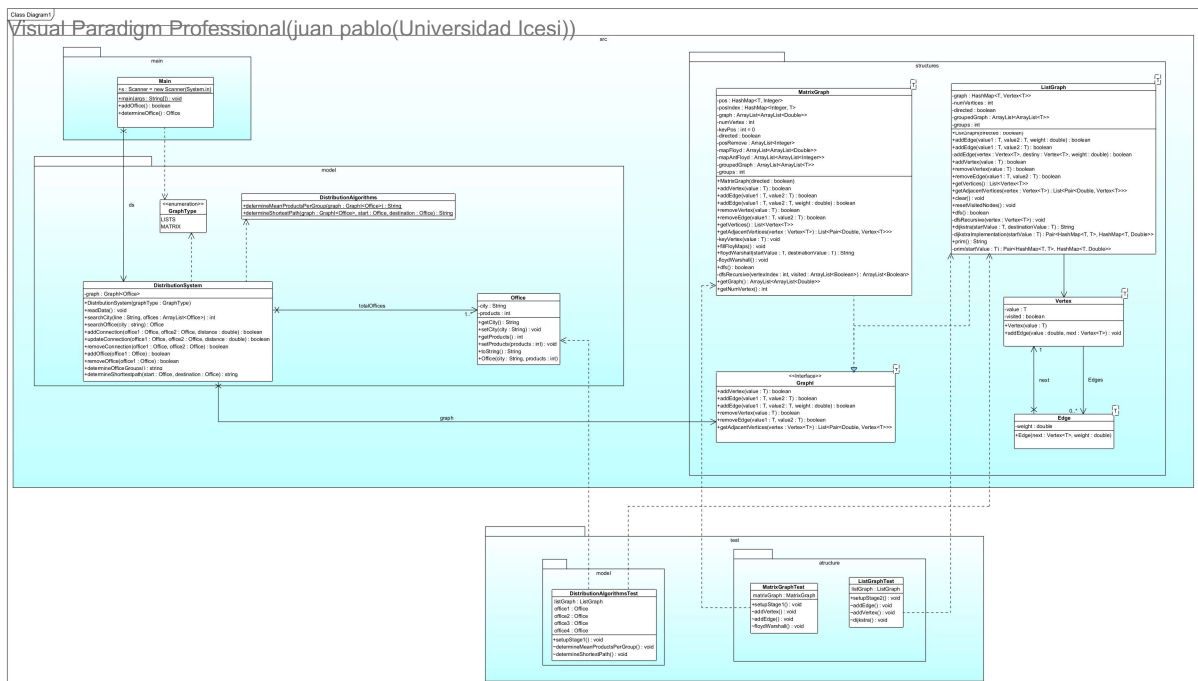 Class Diagram1
Visual Paradigm Professional(juan pablo(Universidad Icesi))
src
main
Main
+s : Scanner = new Scanner(System.in)
+main(args : String[]) : void
+addOffice() : boolean
+determineOffice() : Office
ds
model
<<enumeration>>
GraphType
LISTS
MATRIX
DistributionAlgorithms
+determineMeanProductsPerGroup(graph : GraphI<Office>) : String
+determineShortestPath(graph : GraphI<Office>, start : Office, destination : Office) : String
DistributionSystem
-graph : GraphI<Office>
+DistributionSystem(graphType : GraphType)
+readData() : void
+searchCity(line : String, offices : ArrayList<Office>) : int
+searchOffice(city : string) : Office
+addConnection(office1 : Office, office2 : Office, distance : double) : boolean
+updateConnection(office1 : Office, office2 : Office, distance : double) : boolean
+removeConnection(office1 : Office, office2 : Office) : boolean
+addOffice(office1 : Office) : boolean
+removeOffice(office1 : Office) : boolean
+determineOfficeGroups() : string
+determineShortestpath(start : Office, destination : Office) : string
totalOffices
1..
Office
-city : String
-products : int
+getCity() : String
+setCity(city : String) : void
+getProducts() : int
+setProducts(products : int) : void
+toString() : String
+Office(city : String, products : int)
graph
structures
MatrixGraph
T
-pos : HashMap<T, Integer>
-posIndex : HashMap<Integer, T>
-graph : ArrayList<ArrayList<Double>>
-numVertex : int
-keyPos : int = 0
-directed : boolean
-posRemove : ArrayList<Integer>
-mapFloyd : ArrayList<ArrayList<Double>>
-mapAntFloyd : ArrayList<ArrayList<Integer>>
-groupedGraph : ArrayList<ArrayList<T>>
-groups : int
+MatrixGraph(directed : boolean)
+addVertex(value : T) : boolean
+addEdge(value1 : T, value2 : T) : boolean
+addEdge(value1 : T, value2 : T, weight : double) : boolean
+removeVertex(value : T) : boolean
+removeEdge(value1 : T, value2 : T) : boolean
+getVertices() : List<Vertex<T>>
+getAdjacentVertices(vertex : Vertex<T>) : List<Pair<Double, Vertex<T>>>
-keyVertex(value : T) : void
+fillFloyMaps() : void
+floydWarshall(startValue : T, destinationValue : T) : String
-floydWarshall() : void
+dfs() : boolean
-dfsRecursive(vertexIndex : int, visited : ArrayList<Boolean>) : ArrayList<Boolean>
+getGraph() : ArrayList<ArrayList<Double>>
+getNumVertex() : int
ListGraph
T
-graph : HashMap<T, Vertex<T>>
-numVertices : int
-directed : boolean
-groupedGraph : ArrayList<ArrayList<T>>
-groups : int
+ListGraph(directed : boolean)
+addEdge(value1 : T, value2 : T, weight : double) : boolean
+addEdge(value1 : T, value2 : T) : boolean
-addEdge(vertex : Vertex<T>, destiny : Vertex<T>, weight : double) : boolean
+addVertex(value : T) : boolean
+removeVertex(value : T) : boolean
+removeEdge(value1 : T, value2 : T) : boolean
+getVertices() : List<Vertex<T>>
+getAdjacentVertices(vertex : Vertex<T>) : List<Pair<Double, Vertex<T>>>
+clear() : void
+resetVisitedNodes() : void
+dfs() : boolean
-dfsRecursive(vertex : Vertex<T>) : void
+dijkstra(startValue : T, destinationValue : T) : String
-dijkstraImplementation(startValue : T) : Pair<HashMap<T, T>, HashMap<T, Double>>
+prim() : String
-prim(startValue : T) : Pair<HashMap<T, T>, HashMap<T, Double>>
Vertex
T
-value : T
-visited : boolean
+Vertex(value : T)
+addEdge(value : double, next : Vertex<T>) : void
1
next
Edges
0..*
Edge
T
-weight : double
+Edge(next : Vertex<T>, weight : double)
<<Interface>>
GraphI
T
+addVertex(value : T) : boolean
+addEdge(value1 : T, value2 : T) : boolean
+addEdge(value1 : T, value2 : T, weight : double) : boolean
+removeVertex(value : T) : boolean
+removeEdge(value1 : T, value2 : T) : boolean
+getAdjacentVertices(vertex : Vertex<T>) : List<Pair<Double, Vertex<T>>>
test
model
DistributionAlgorithmsTest
listGraph : ListGraph
office1 : Office
office2 : Office
office3 : Office
office4 : Office
+setupStage1() : void
~determineMeanProductsPerGroup() : void
~determineShortestPath() : void
atructure
MatrixGraphTest
matrixGraph : MatrixGraph
+setupStage1() : void
~addVertex() : void
~addEdge() : void
~floydWarshall() : void
ListGraphTest
listGraph : ListGraph
+setupStage2() : void
~addEdge() : void
~addVertex() : void
~dijkstra() : void